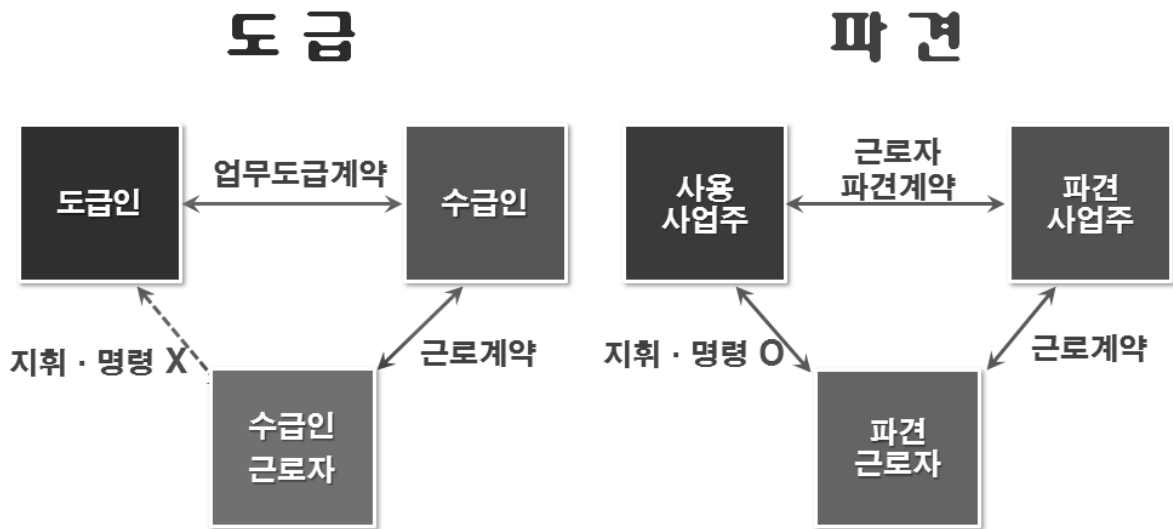 도 급
도급인
업무도급계약
수급인
지휘 · 명령 X
근로계약
수급인
근로자
파 견
사용
사업주
근로자
파견계약
파견
사업주
지휘 · 명령 O
근로계약
파견
근로자